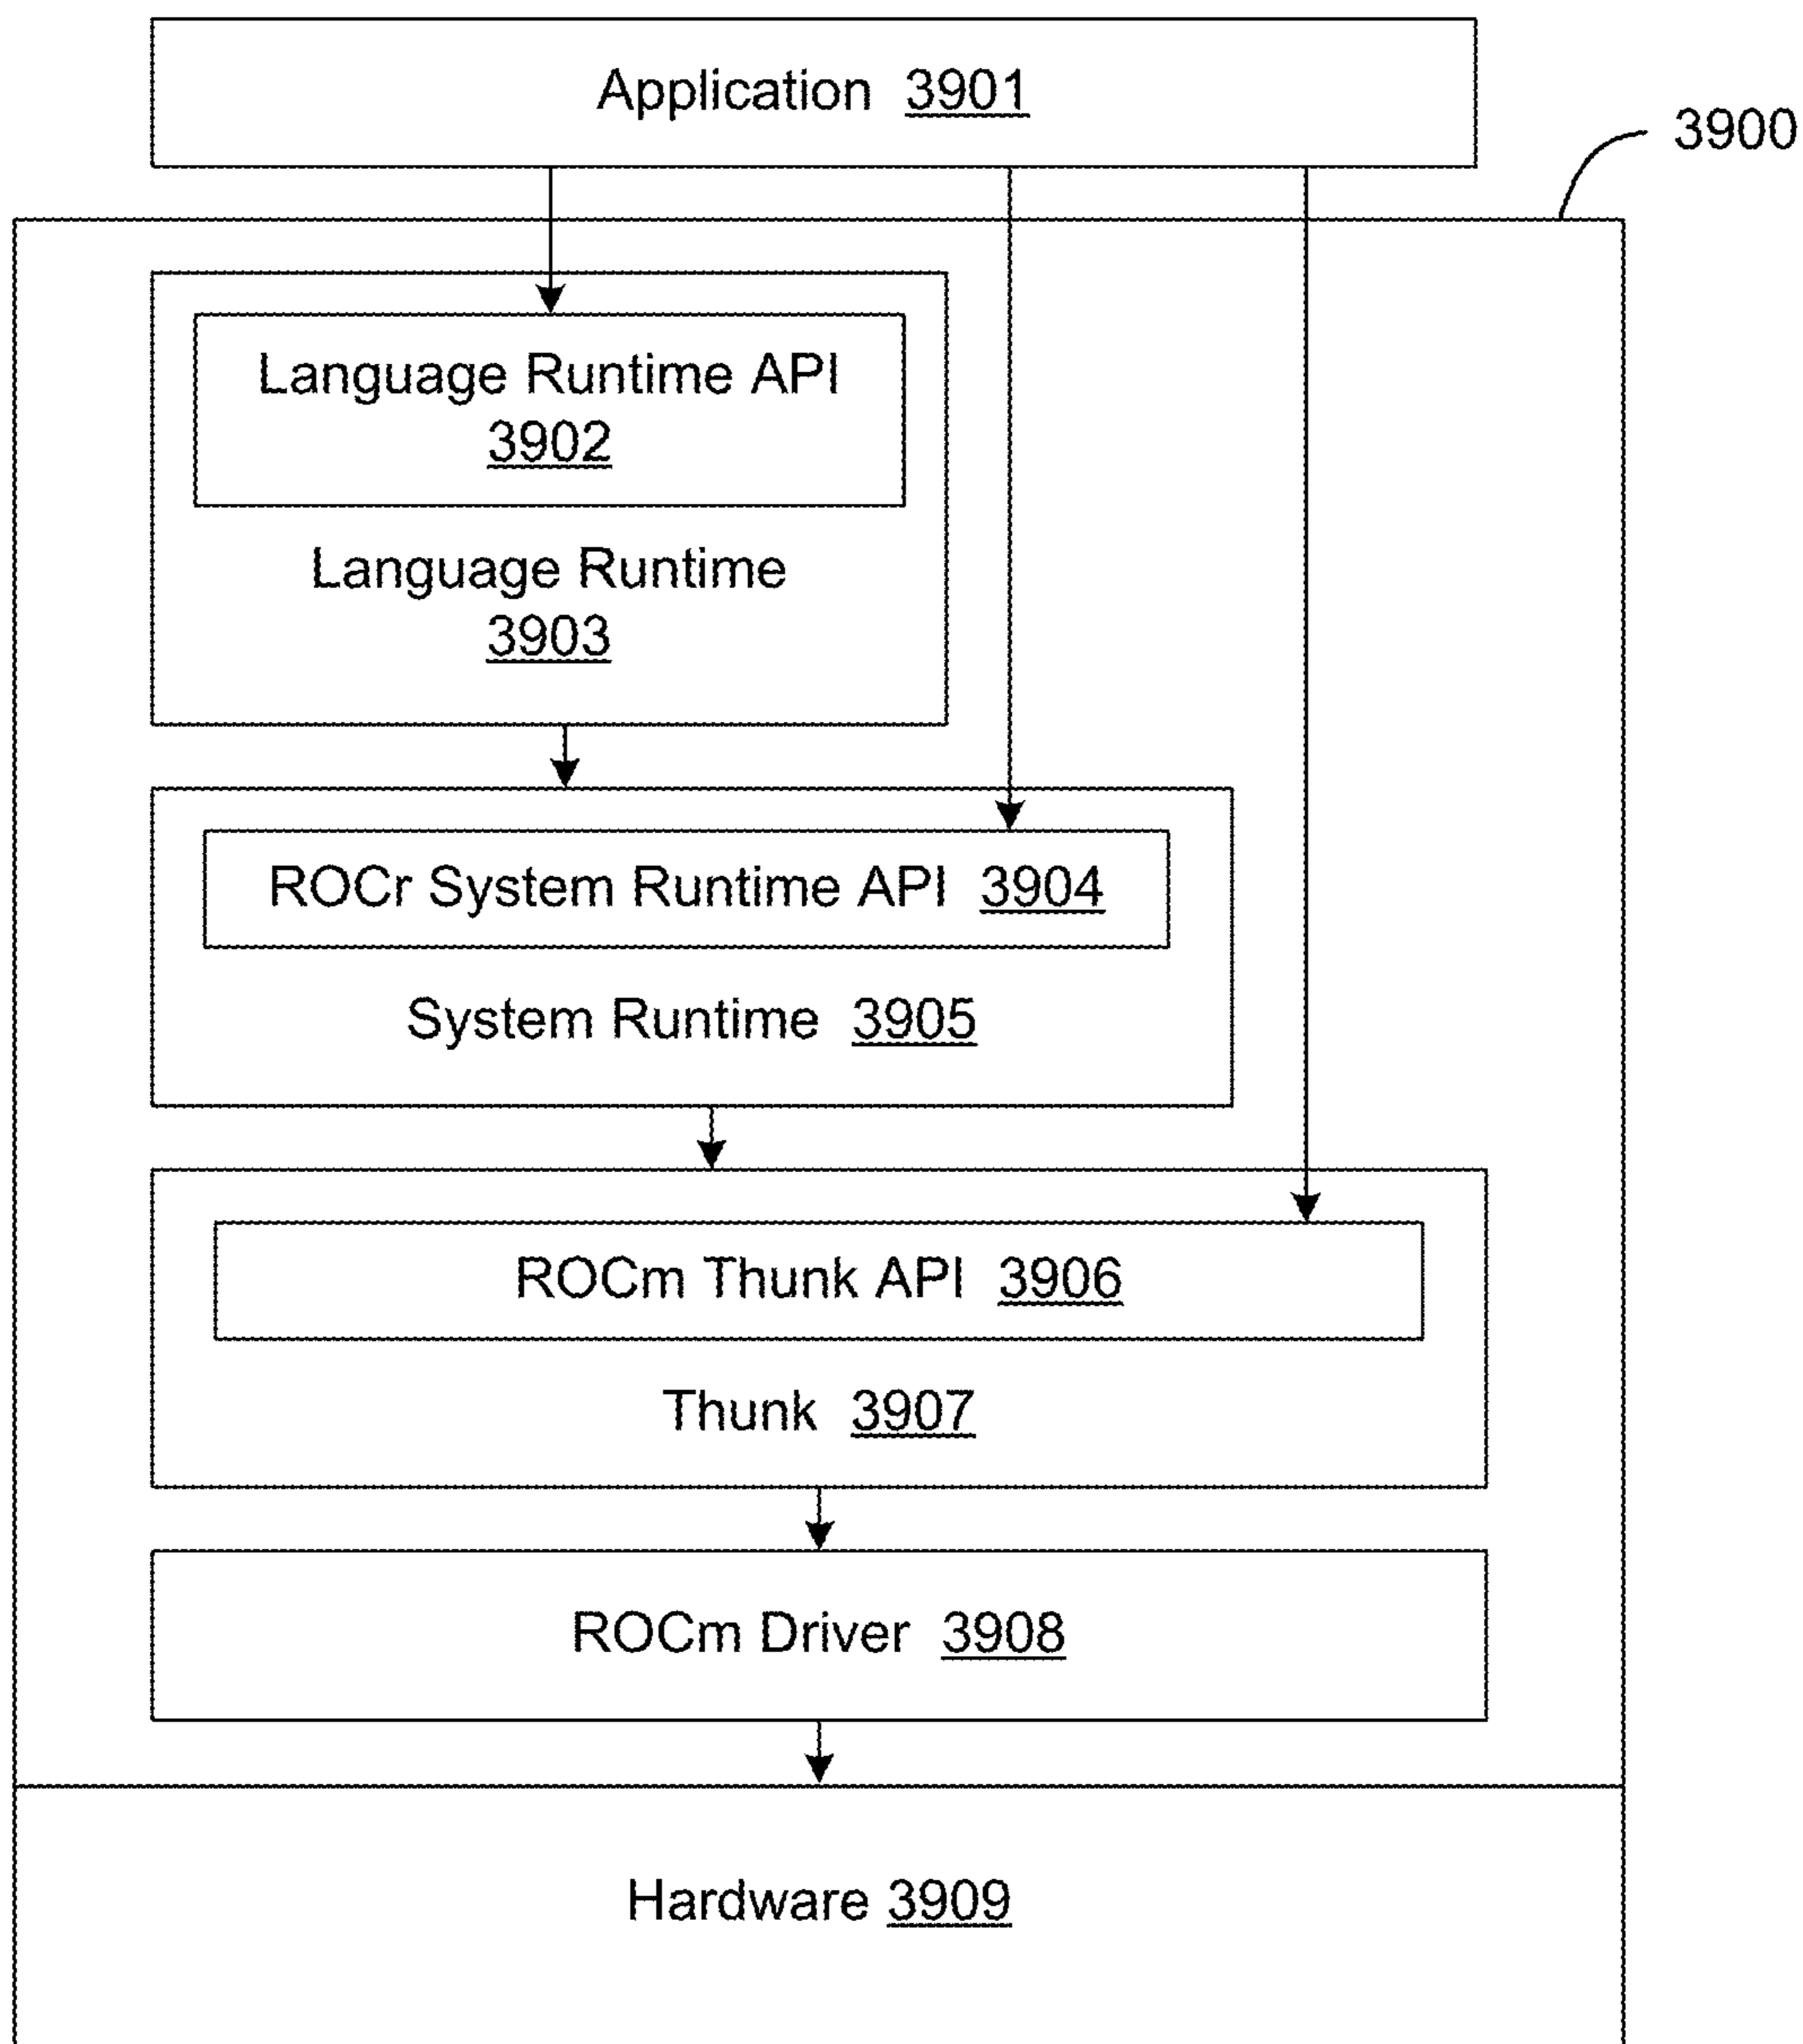 Application 3901
3900
Language Runtime API
3902
Language Runtime
3903
ROCr System Runtime API 3904
System Runtime 3905
ROCm Thunk API 3906
Thunk 3907
ROCm Driver 3908
Hardware 3909